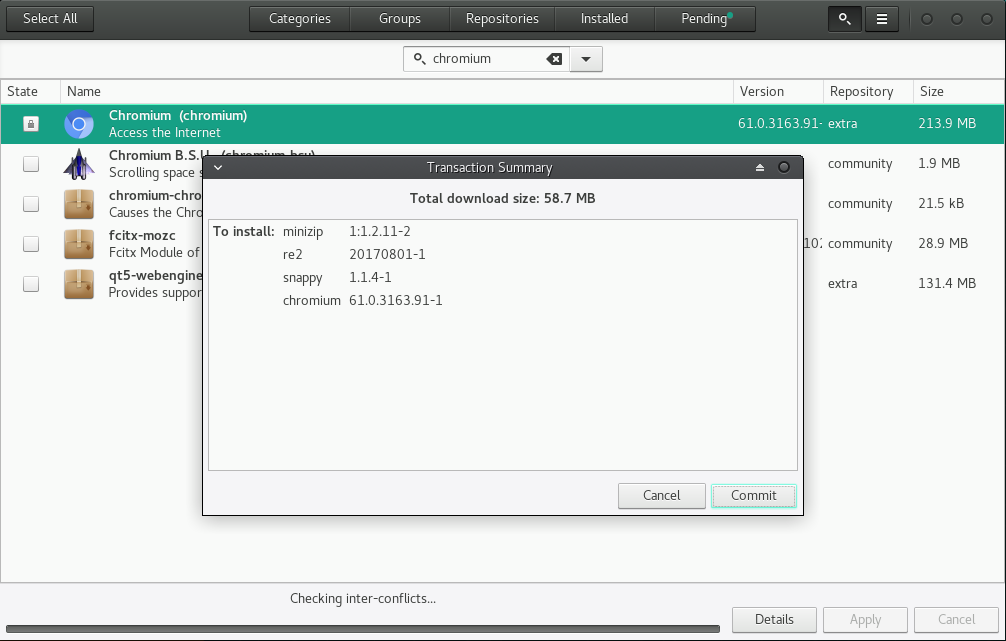 Select All Categories Groups Repositories Installed Pending
chromium
State Name Version Repository Size
Chromium (chromium)
Access the Internet
61.0.3163.91- extra 213.9 MB
Chromium B.S.U.
Scrolling space
community 1.9 MB
chromium-chro
Causes the Chro
community 21.5 kB
fcitx-mozc
Fcitx Module of
community 28.9 MB
qt5-webengine
Provides suppor
extra 131.4 MB
Transaction Summary
Total download size: 58.7 MB
To install: minizip 1:1.2.11-2
re2 20170801-1
snappy 1.1.4-1
chromium 61.0.3163.91-1
Cancel Commit
Checking inter-conflicts...
Details Apply Cancel